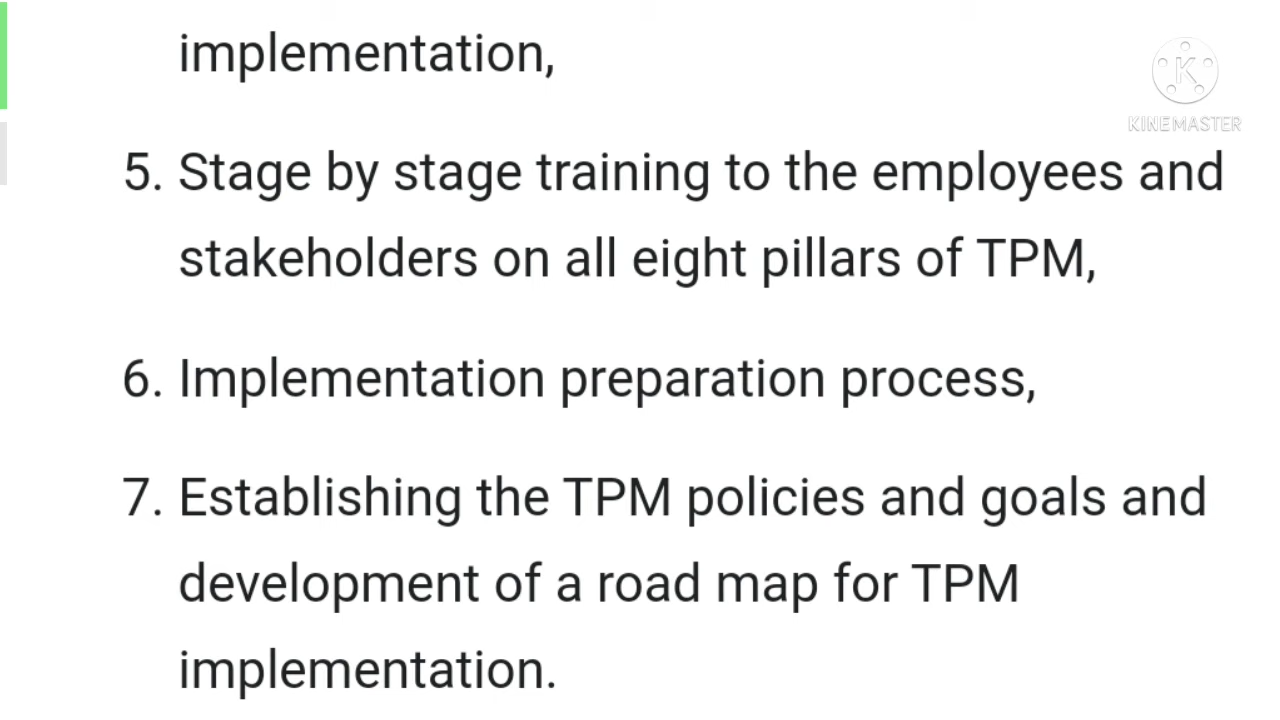 implementation,
K
KINEMASTER
5. Stage by stage training to the employees and
stakeholders on all eight pillars of TPM,
6. Implementation preparation process,
7. Establishing the TPM policies and goals and
development of a road map for TPM
implementation.